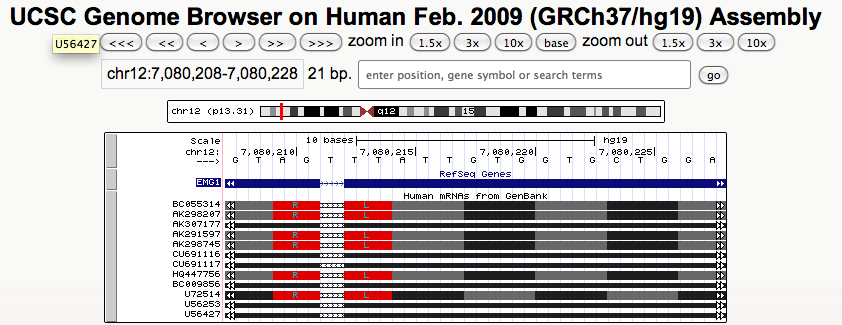 UCSC Genome Browser on Human Feb. 2009 (GRCh37/hg19) Assembly
U56427 <<< << < > >> >>> zoom in 1.5x 3x 10x base zoom out 1.5x 3x 10x
chr12:7,080,208-7,080,228 21 bp. enter position, gene symbol or search terms go
chr12 (p13.31) q12 15
Scale 10 bases hg19
chr12: 7,080,210 7,080,215 7,080,220 7,080,225
---> G T A G T T T A T T G T G G T G C T G G A
RefSeq Genes
EMG1
Human mRNAs from GenBank
BC055314 R L
AK298207 R L
AK307177
AK291597 R L
AK298745 R L
CU691116
CU691117
HQ447756 R L
BC009856
U72514 R L
U56253
U56427